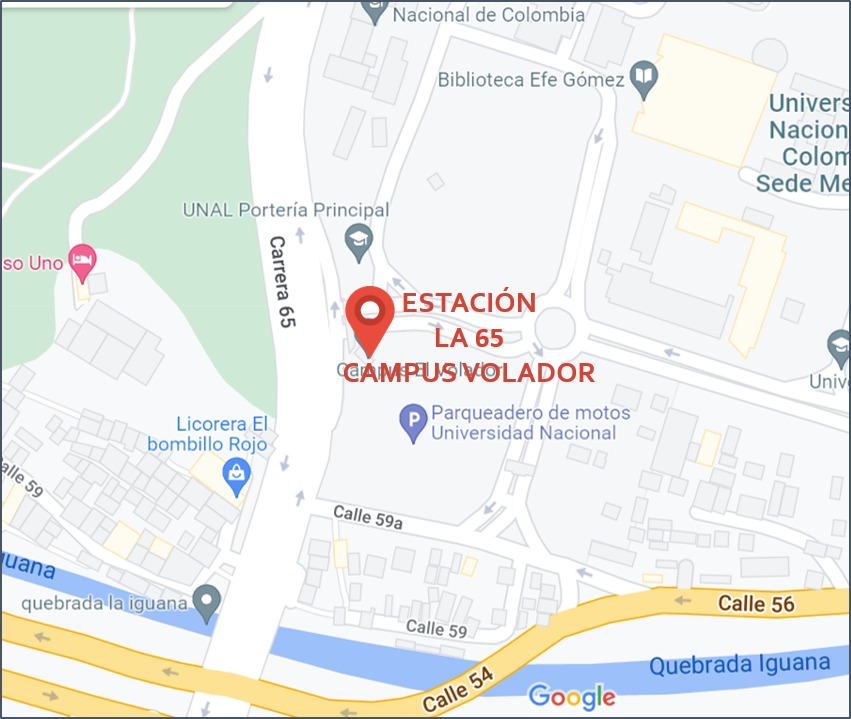 Nacional de Colombia
Biblioteca Efe Gómez
Univers
Nacion
Colom
Sede Me
UNAL Portería Principal
so Uno
Carrera 65
ESTACIÓN
LA 65
CAMPUS VOLADOR
Campus El Volador
Univ
Parqueadero de motos
Universidad Nacional
Licorera El
bombillo Rojo
alle 59
Calle 59a
guana
quebrada la iguana
Calle 56
Calle 59
Quebrada Iguana
Calle 54
Google